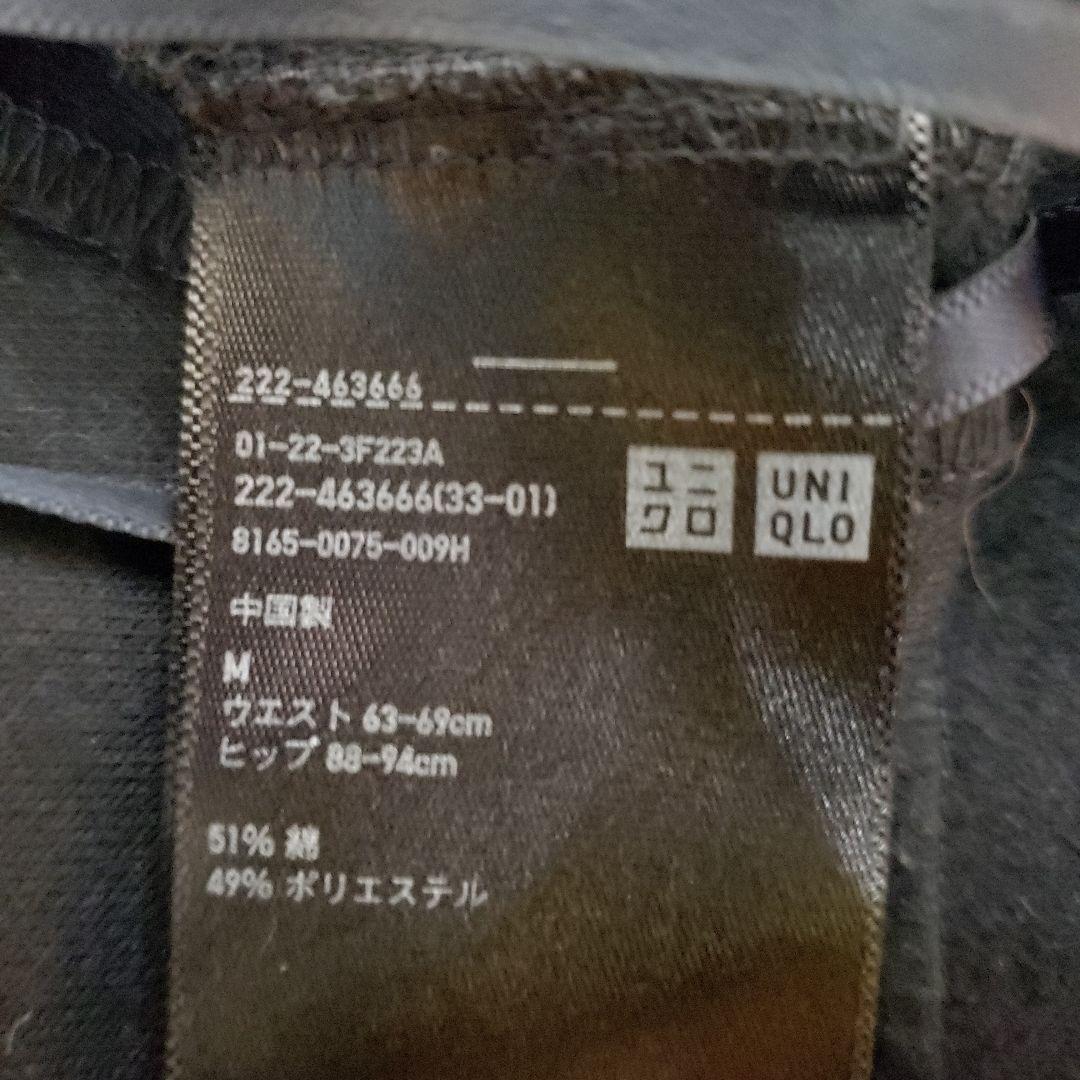 222-463666
01-22-3F223A
222-463666(33-01)
8165-0075-009H
ユニ
クロ
UNI
QLO
中国製
M
ウエスト 63-69cm
ヒップ 88-94cm
51% 綿
49% ポリエステル